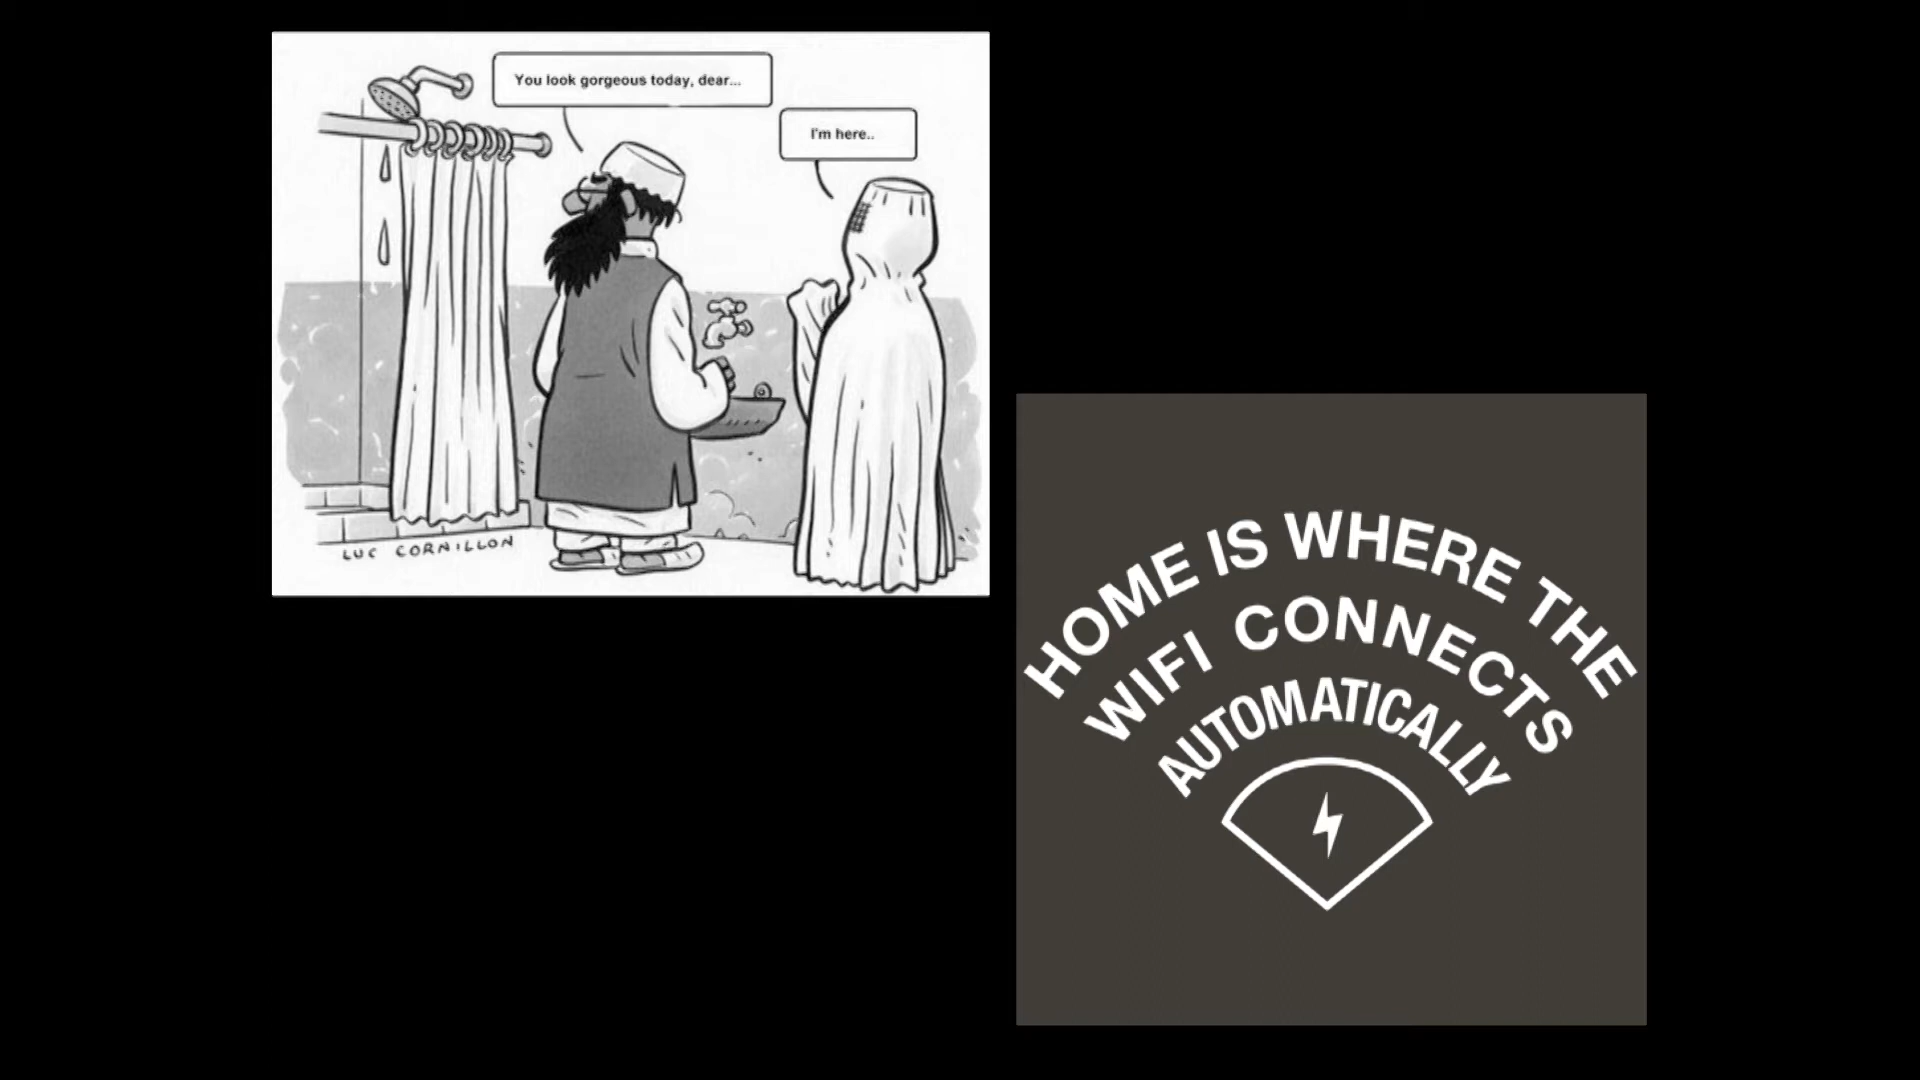 You look gorgeous today, dear...
I'm here..
LUC CORNILLON
HOME IS WHERE THE
WIFI CONNECTS
AUTOMATICALLY